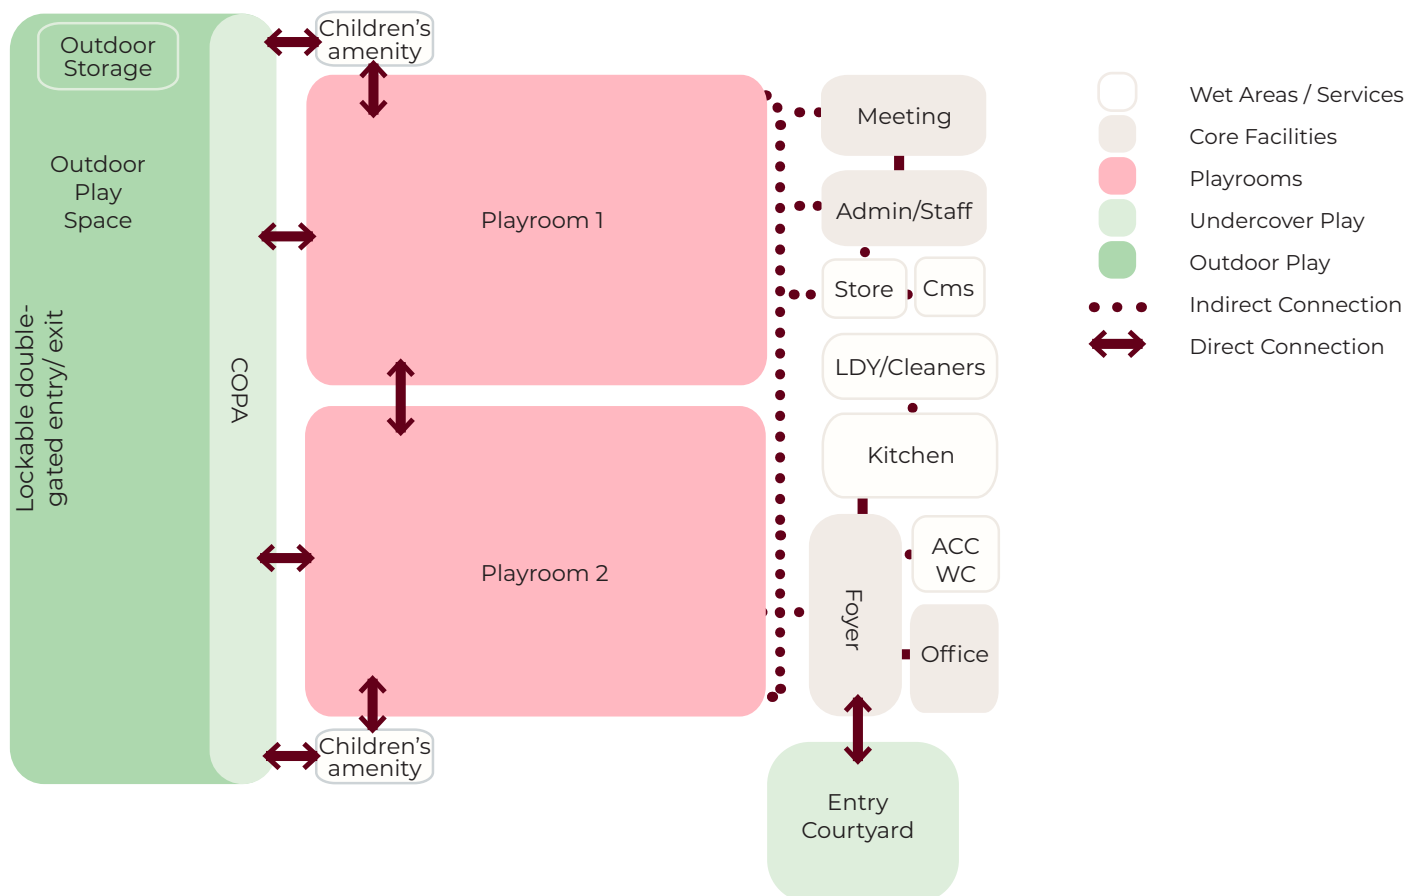 Outdoor
Storage
Outdoor
Play
Space
Lockable double-
gated entry/ exit
COPA
Children's
amenity
Playroom 1
Playroom 2
Children's
amenity
Meeting
Admin/Staff
Store
Cms
LDY/Cleaners
Kitchen
ACC
WC
Foyer
Office
Entry
Courtyard
Wet Areas / Services
Core Facilities
Playrooms
Undercover Play
Outdoor Play
Indirect Connection
Direct Connection